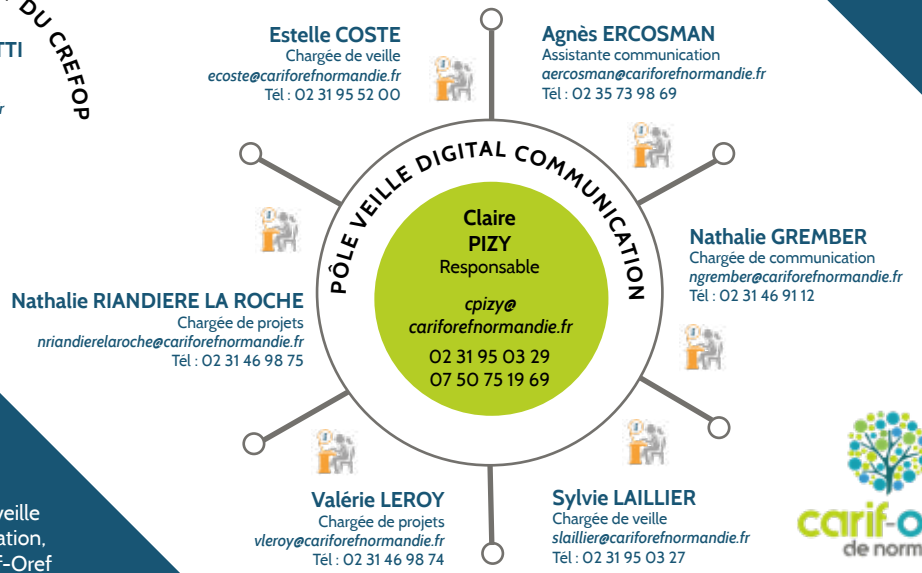 DU CREFOP
TTI
r
Estelle COSTE
Chargée de veille
ecoste@cariforefnormandie.fr
Tél : 02 31 95 52 00
Agnès ERCOSMAN
Assistante communication
aercosman@cariforefnormandie.fr
Tél : 02 35 73 98 69
PÔLE VEILLE DIGITAL COMMUNICATION
Claire
PIZY
Responsable
cpizy@
cariforefnormandie.fr
02 31 95 03 29
07 50 75 19 69
Nathalie GREMBER
Chargée de communication
ngrember@cariforefnormandie.fr
Tél : 02 31 46 91 12
Nathalie RIANDIERE LA ROCHE
Chargée de projets
nriandierelaroche@cariforefnormandie.fr
Tél : 02 31 46 98 75
Valérie LEROY
Chargée de projets
vleroy@cariforefnormandie.fr
Tél : 02 31 46 98 74
Sylvie LAILLIER
Chargée de veille
slaillier@cariforefnormandie.fr
Tél : 02 31 95 03 27
eille
ation,
f-Oref
carif-o
de norm